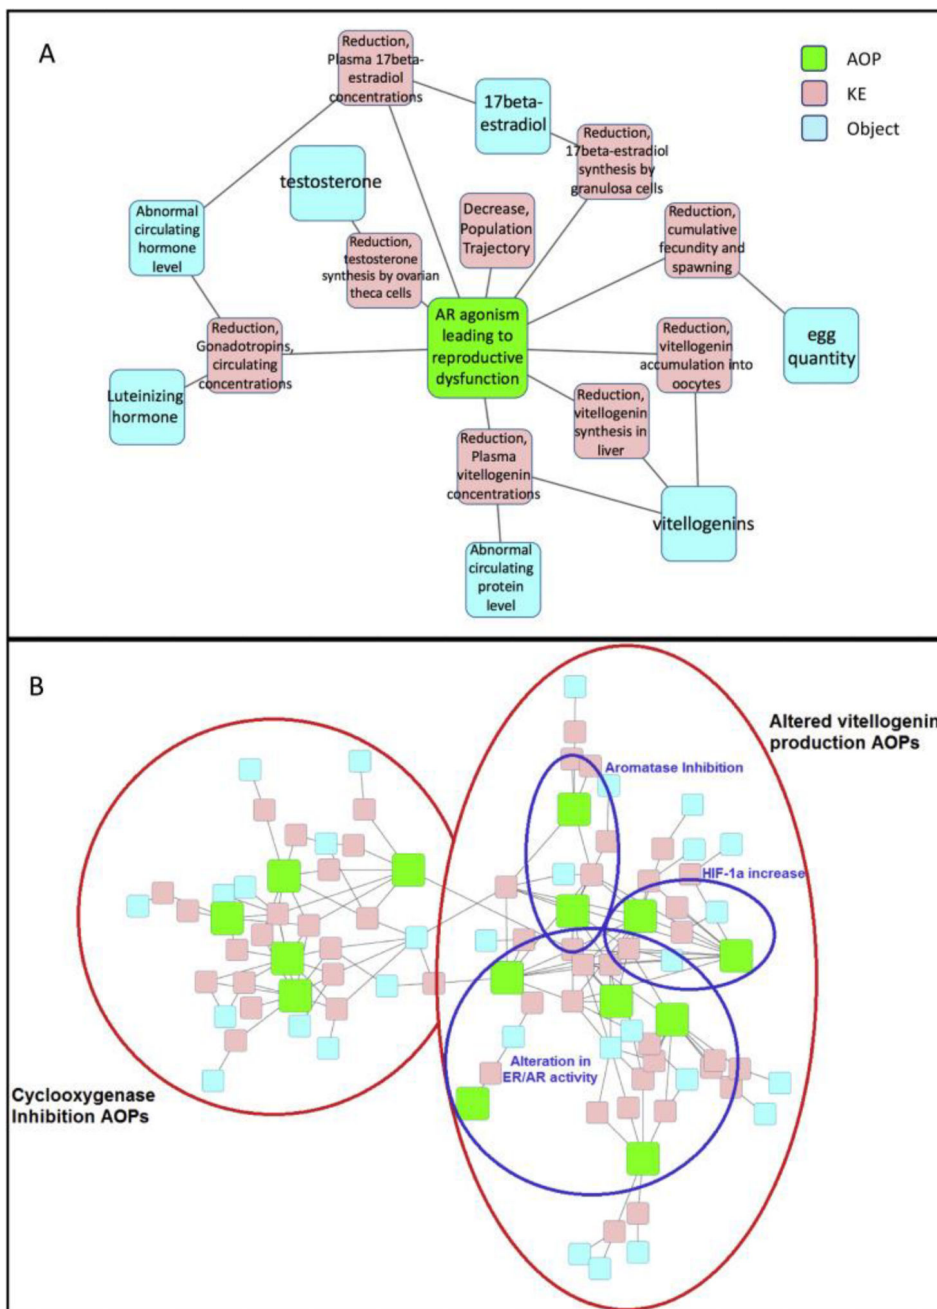 A
Reduction,
Plasma 17beta-
estradiol
concentrations
AOP
KE
Object
17beta-
estradiol
Reduction,
17beta-estradiol
synthesis by
granulosa cells
testosterone
Abnormal
circulating
hormone
level
Reduction,
testosterone
synthesis by ovarian
theca cells
Decrease,
Population
Trajectory
Reduction,
cumulative
fecundity and
spawning
AR agonism
leading to
reproductive
dysfunction
Reduction,
Gonadotropins,
circulating
concentrations
Reduction,
vitellogenin
accumulation into
oocytes
egg
quantity
Luteinizing
hormone
Reduction,
vitellogenin
synthesis in
liver
Reduction,
Plasma
vitellogenin
concentrations
vitellogenins
Abnormal
circulating
protein
level
B
Altered vitellogenin
production AOPs
Aromatase Inhibition
HIF-1a increase
Alteration in
ER/AR activity
Cyclooxygenase
Inhibition AOPs